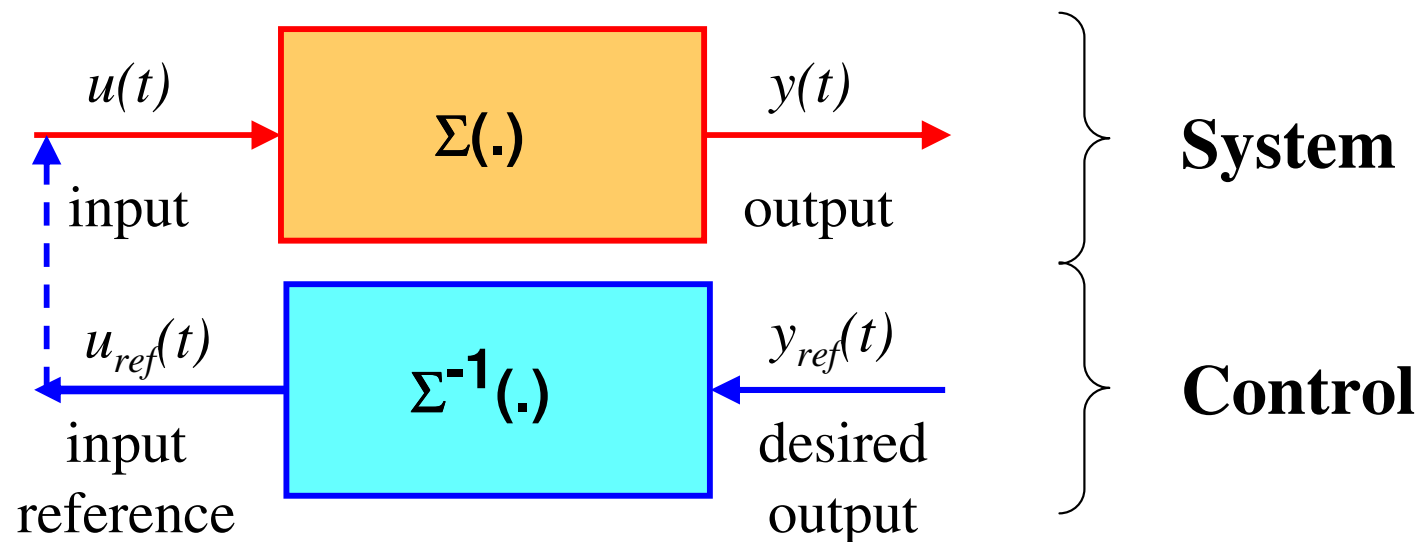 u(t)
Σ(.)
y(t)
System
input
output
u_ref(t)
Σ⁻¹(.)
y_ref(t)
Control
input
reference
desired
output